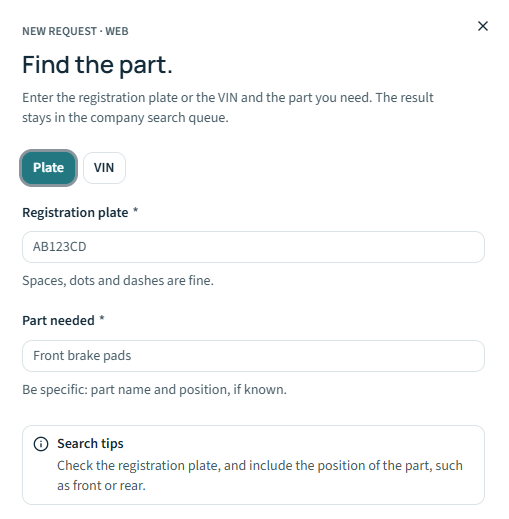 NEW REQUEST · WEB
Find the part.
Enter the registration plate or the VIN and the part you need. The result
stays in the company search queue.
Plate VIN
Registration plate *
AB123CD
Spaces, dots and dashes are fine.
Part needed *
Front brake pads
Be specific: part name and position, if known.
Search tips
Check the registration plate, and include the position of the part, such
as front or rear.